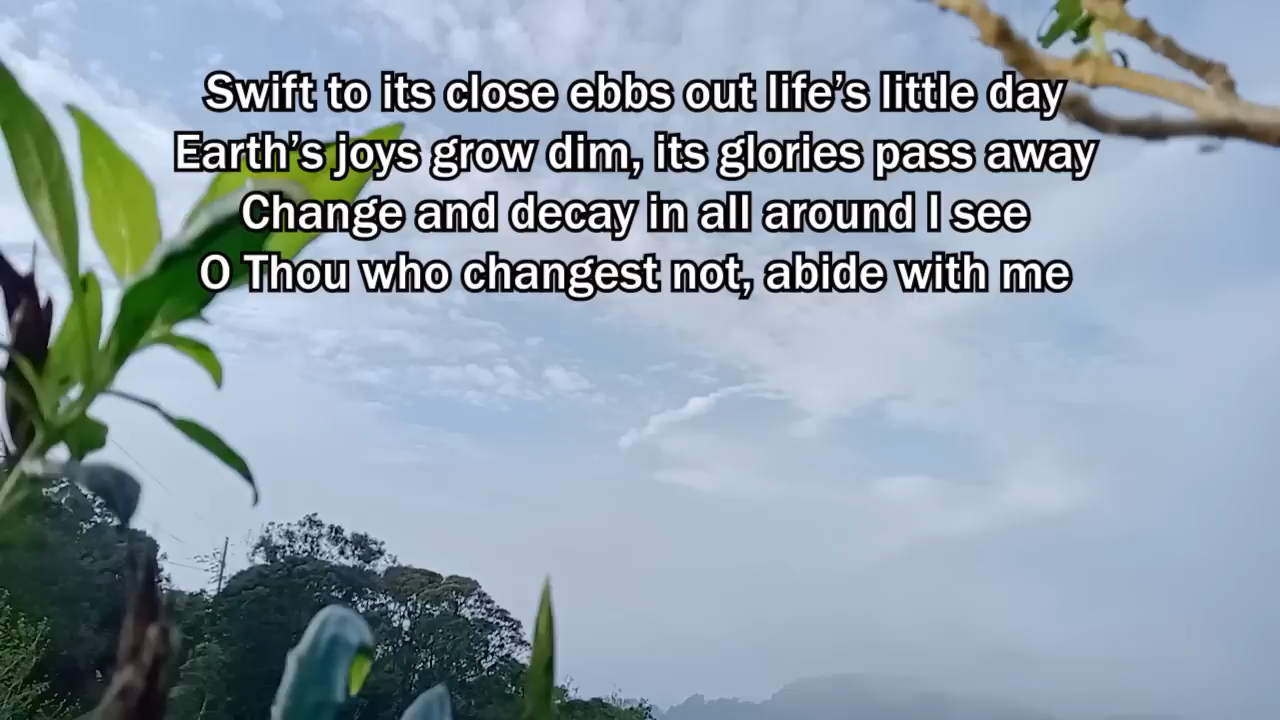 Swift to its close ebbs out life’s little day
Earth’s joys grow dim, its glories pass away
Change and decay in all around I see
O Thou who changest not, abide with me